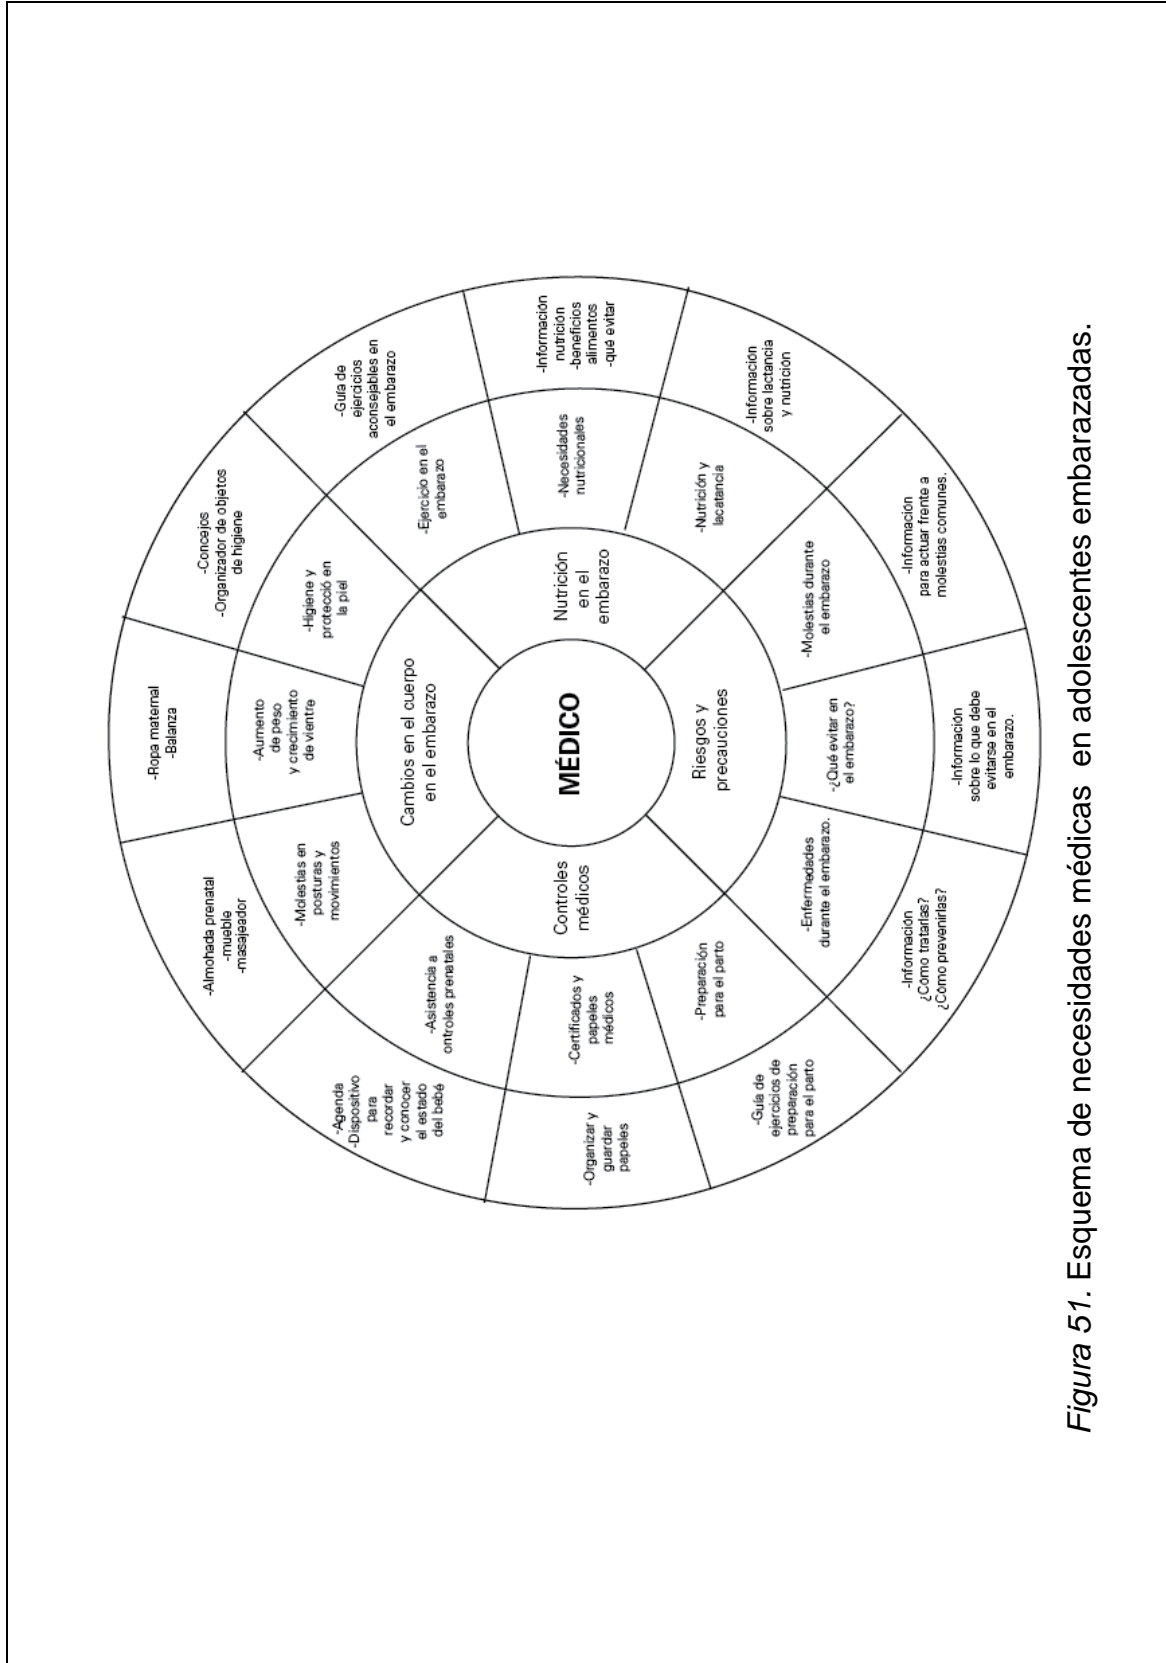 MÉDICO
Cambios en el cuerpo
en el embarazo
Nutrición
en el
embarazo
Riesgos y
precauciones
Controles
médicos
-Molestias en
posturas y
movimientos
-Aumento
de peso
y crecimiento
de vientre
-Higiene y
protecció en
la piel
-Ejercicio en el
embarazo
-Necesidades
nutricionales
-Nutrición y
lacatancia
-Molestias durante
el embarazo
-¿Qué evitar en
el embarazo?
-Enfermedades
durante el embarazo.
-Preparación
para el parto
-Certificados y
papeles
médicos
-Asistencia a
ontroles prenatales
-Almohada prenatal
-mueble
-masajeador
-Ropa maternal
-Balanza
-Concejos
-Organizador de objetos
de higiene
-Guía de
ejercicios
aconsejables en
el embarazo
-Información
nutrición
-beneficios
alimentos
-qué evitar
-Información
sobre lactancia
y nutrición
-Información
para actuar frente a
molestias comunes.
-Información
sobre lo que debe
evitarse en el
embarazo.
-Información
¿Cómo tratarlas?
¿Cómo prevenirlas?
-Guía de
ejercicios de
preparación
para el parto
-Organizar y
guardar
papeles
-Agenda
-Dispositivo
para
recordar
y conocer
el estado
del bebé
Figura 51. Esquema de necesidades médicas en adolescentes embarazadas.